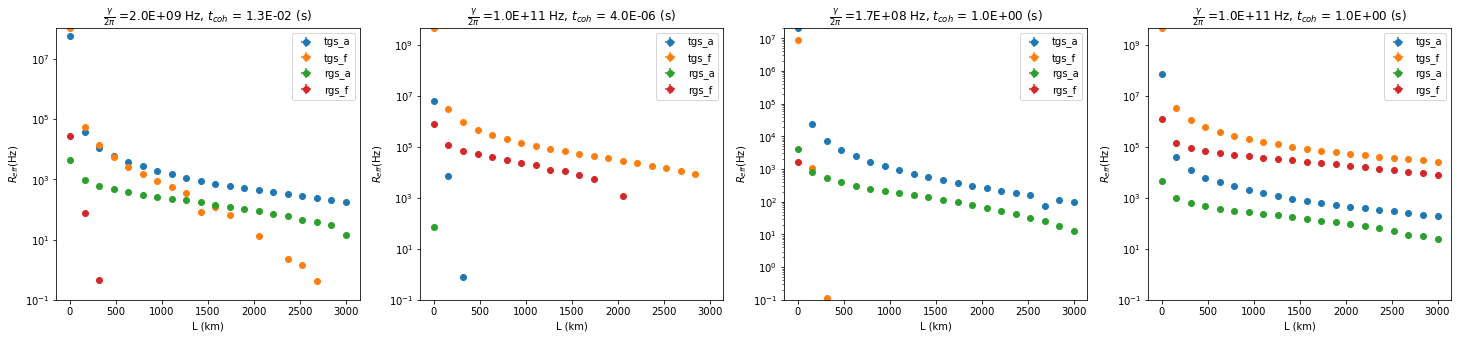 γ/2π =2.0E+09 Hz, t_coh = 1.3E-02 (s)
10^7
10^5
10^3
10^1
10^-1
R_eff(Hz)
0 500 1000 1500 2000 2500 3000
L (km)
tgs_a
tgs_f
rgs_a
rgs_f
γ/2π =1.0E+11 Hz, t_coh = 4.0E-06 (s)
10^9
10^7
10^5
10^3
10^1
10^-1
R_eff(Hz)
0 500 1000 1500 2000 2500 3000
L (km)
tgs_a
tgs_f
rgs_a
rgs_f
γ/2π =1.7E+08 Hz, t_coh = 1.0E+00 (s)
10^7
10^6
10^5
10^4
10^3
10^2
10^1
10^0
10^-1
R_eff(Hz)
0 500 1000 1500 2000 2500 3000
L (km)
tgs_a
tgs_f
rgs_a
rgs_f
γ/2π =1.0E+11 Hz, t_coh = 1.0E+00 (s)
10^9
10^7
10^5
10^3
10^1
10^-1
R_eff(Hz)
0 500 1000 1500 2000 2500 3000
L (km)
tgs_a
tgs_f
rgs_a
rgs_f